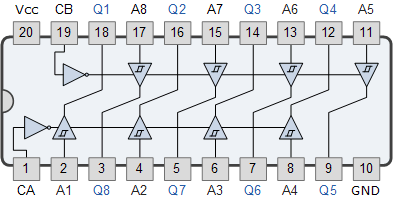 Vcc CB Q1 A8 Q2 A7 Q3 A6 Q4 A5
20 19 18 17 16 15 14 13 12 11
1 2 3 4 5 6 7 8 9 10
CA A1 Q8 A2 Q7 A3 Q6 A4 Q5 GND